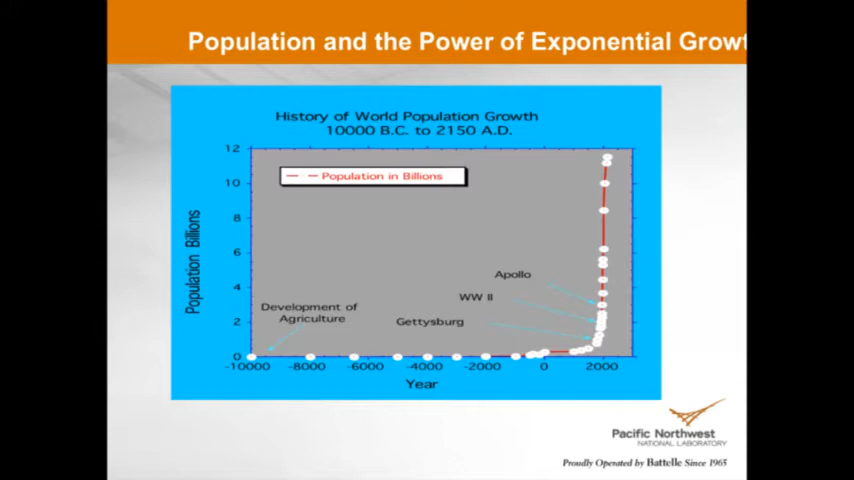 Population and the Power of Exponential Growt
History of World Population Growth
10000 B.C. to 2150 A.D.
12
10
8
6
4
2
0
Population Billions
Population in Billions
Apollo
WW II
Gettysburg
Development of
Agriculture
-10000 -8000 -6000 -4000 -2000 0 2000
Year
Pacific Northwest
NATIONAL LABORATORY
Proudly Operated by Battelle Since 1965